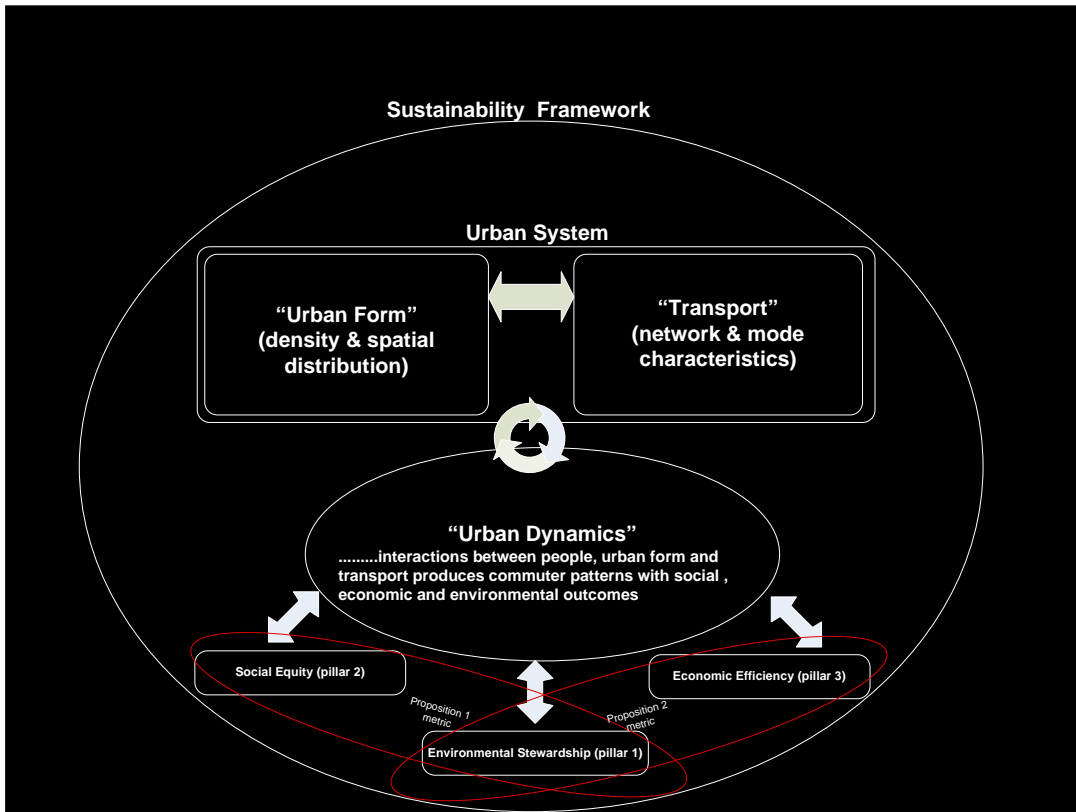 Sustainability Framework
Urban System
“Urban Form”
(density & spatial
distribution)
“Transport”
(network & mode
characteristics)
“Urban Dynamics”
.........interactions between people, urban form and
transport produces commuter patterns with social ,
economic and environmental outcomes
Social Equity (pillar 2)
Economic Efficiency (pillar 3)
Proposition 1
metric
Proposition 2
metric
Environmental Stewardship (pillar 1)